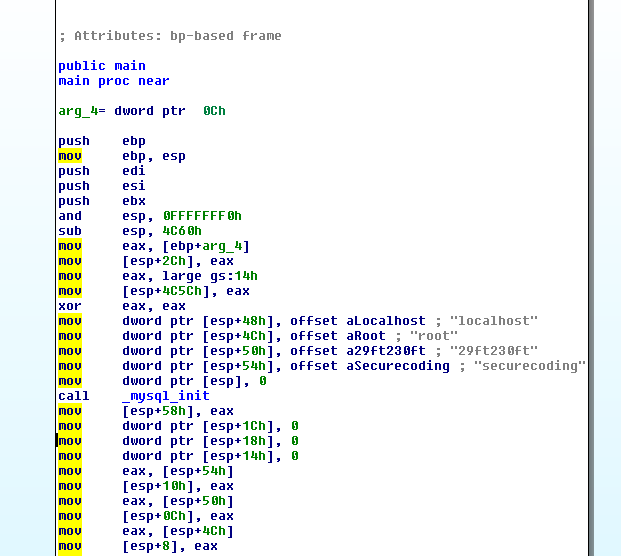 ; Attributes: bp-based frame
public main
main proc near
arg_4= dword ptr  0Ch
push    ebp
mov     ebp, esp
push    edi
push    esi
push    ebx
and     esp, 0FFFFFFF0h
sub     esp, 4C60h
mov     eax, [ebp+arg_4]
mov     [esp+2Ch], eax
mov     eax, large gs:14h
mov     [esp+4C5Ch], eax
xor     eax, eax
mov     dword ptr [esp+48h], offset aLocalhost ; "localhost"
mov     dword ptr [esp+4Ch], offset aRoot ; "root"
mov     dword ptr [esp+50h], offset a29ft230ft ; "29ft230ft"
mov     dword ptr [esp+54h], offset aSecurecoding ; "securecoding"
mov     dword ptr [esp], 0
call    _mysql_init
mov     [esp+58h], eax
mov     dword ptr [esp+1Ch], 0
mov     dword ptr [esp+18h], 0
mov     dword ptr [esp+14h], 0
mov     eax, [esp+54h]
mov     [esp+10h], eax
mov     eax, [esp+50h]
mov     [esp+0Ch], eax
mov     eax, [esp+4Ch]
mov     [esp+8], eax